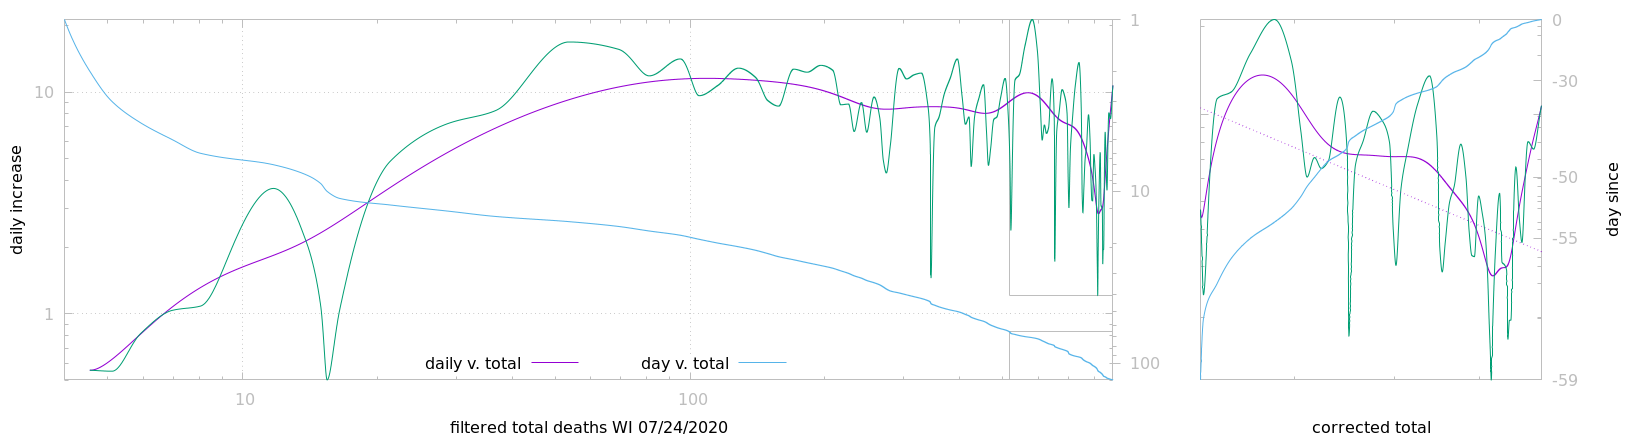 daily increase
10
1
10
100
1
10
100
daily v. total
day v. total
filtered total deaths WI 07/24/2020
0
-30
-50
-55
-59
day since
corrected total